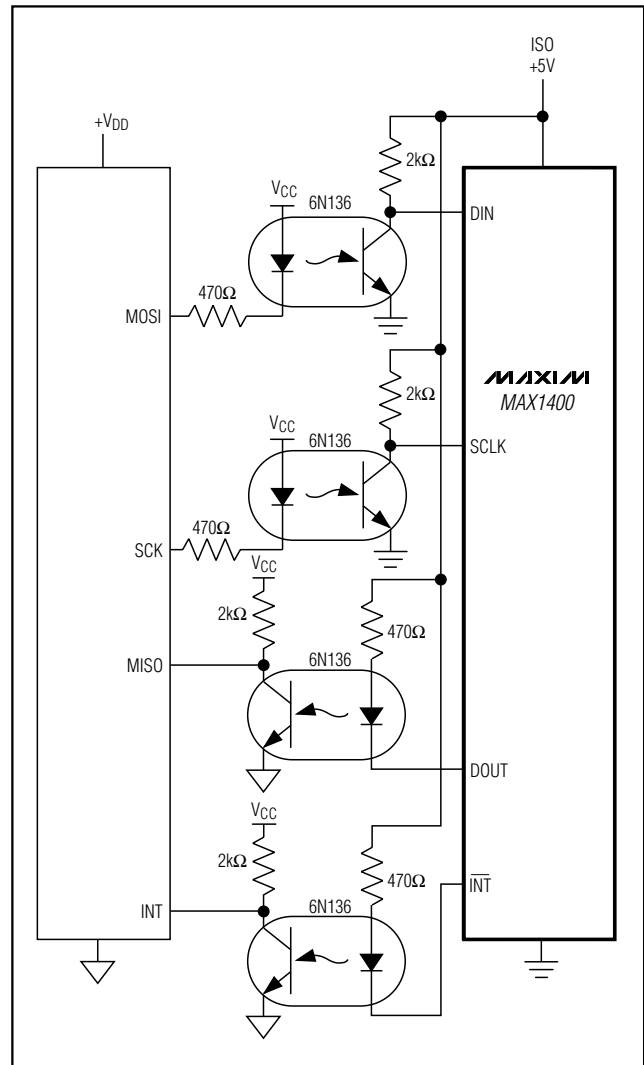 ISO
+5V
+VDD
2kΩ
VCC
6N136
DIN
470Ω
MOSI
2kΩ
MAXIM
MAX1400
VCC
6N136
SCLK
470Ω
SCK
VCC
2kΩ
470Ω
6N136
MISO
DOUT
VCC
2kΩ
470Ω
INT
6N136
INT